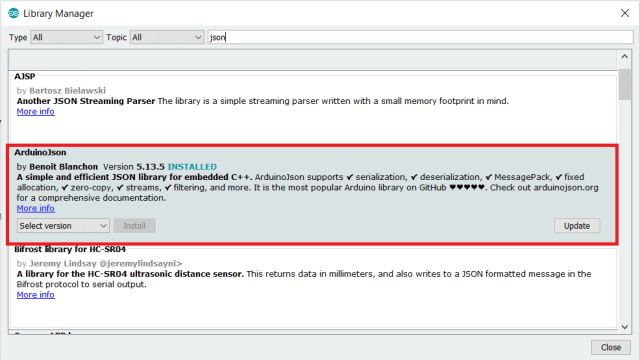 Library Manager
Type All Topic All json
AJSP
by Bartosz Bielawski
Another JSON Streaming Parser The library is a simple streaming parser written with a small memory footprint in mind.
More info
ArduinoJson
by Benoit Blanchon Version 5.13.5 INSTALLED
A simple and efficient JSON library for embedded C++. ArduinoJson supports ✔ serialization, ✔ deserialization, ✔ MessagePack, ✔ fixed
allocation, ✔ zero-copy, ✔ streams, ✔ filtering, and more. It is the most popular Arduino library on GitHub ♥♥♥♥♥. Check out arduinojson.org
for a comprehensive documentation.
More info
Select version Install Update
Bifrost library for HC-SR04
by Jeremy Lindsay @jeremylindsayni>
A library for the HC-SR04 ultrasonic distance sensor. This returns data in millimeters, and also writes to a JSON formatted message in the
Bifrost protocol to serial output.
More info
Close